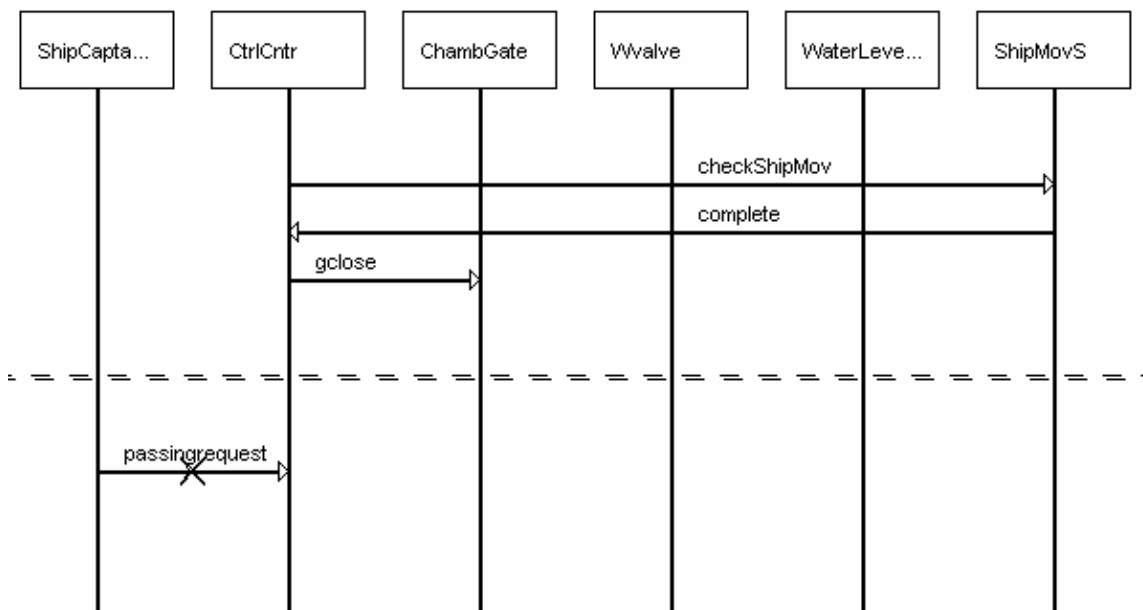 ShipCapta...
CtrlCntr
ChambGate
Wvalve
WaterLeve...
ShipMovS
checkShipMov
complete
gclose
passingrequest